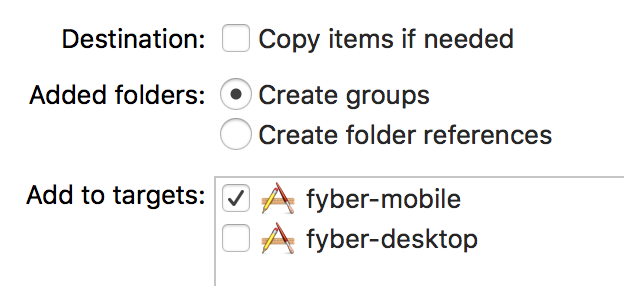 Destination: Copy items if needed
Added folders: Create groups
Create folder references
Add to targets: fyber-mobile
fyber-desktop